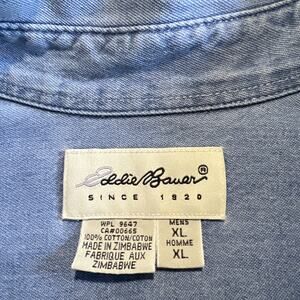 Eddie Bauer ®
SINCE 1920
WPL 9647
CA#00665
100% COTTON/COTON
MADE IN ZIMBABWE
FABRIQUE AUX
ZIMBABWE
MENS
XL
HOMME
XL